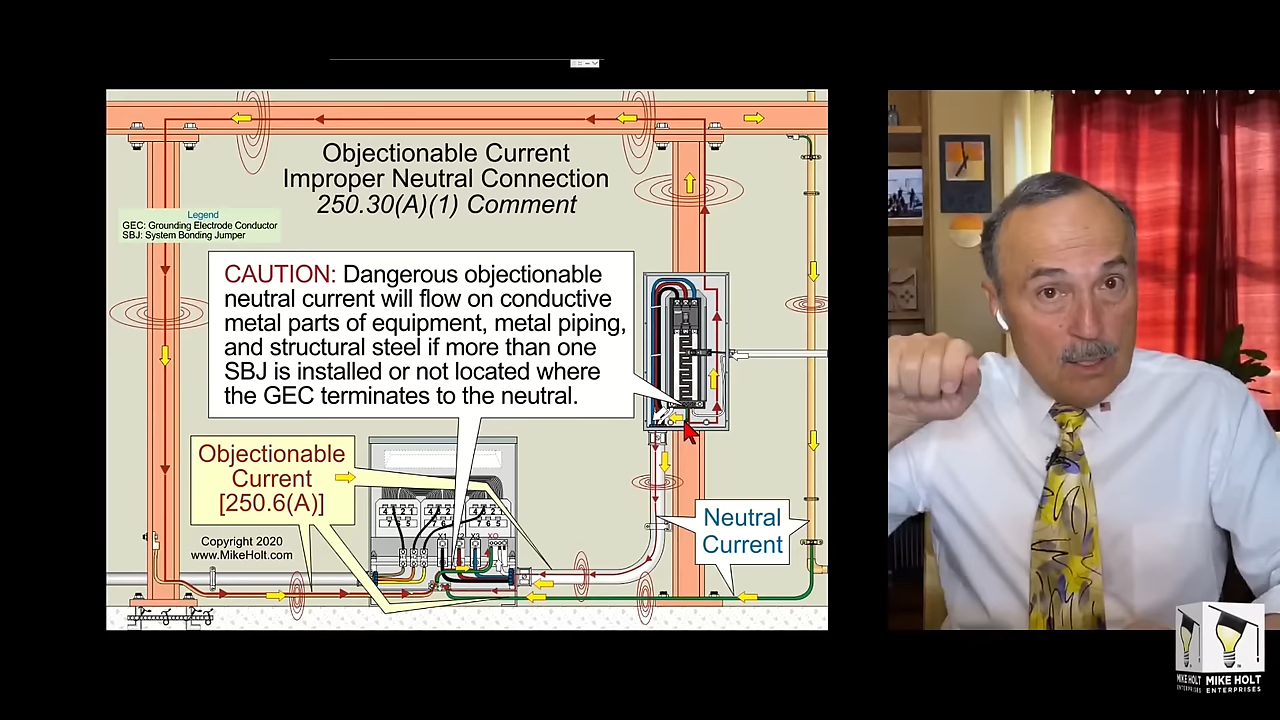 Objectionable Current
Improper Neutral Connection
250.30(A)(1) Comment
Legend
GEC: Grounding Electrode Conductor
SBJ: System Bonding Jumper
CAUTION: Dangerous objectionable
neutral current will flow on conductive
metal parts of equipment, metal piping,
and structural steel if more than one
SBJ is installed or not located where
the GEC terminates to the neutral.
Objectionable
Current
[250.6(A)]
Copyright 2020
www.MikeHolt.com
X1
X3
X0
Neutral
Current
MIKE HOLT
ENTERPRISES
MIKE HOLT
ENTERPRISES